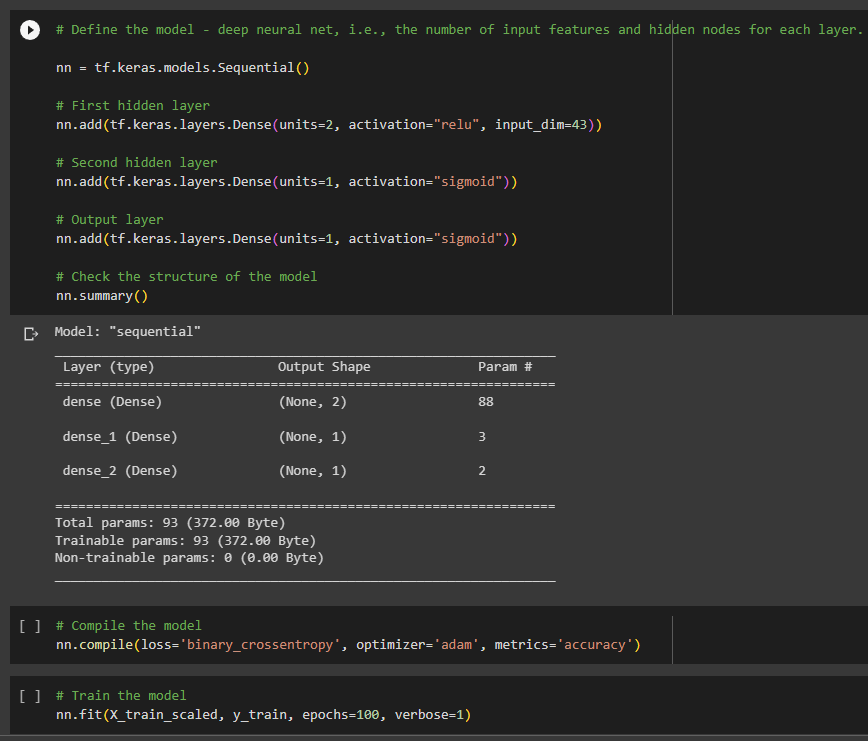 # Define the model - deep neural net, i.e., the number of input features and hidden nodes for each layer.
nn = tf.keras.models.Sequential()
# First hidden layer
nn.add(tf.keras.layers.Dense(units=2, activation="relu", input_dim=43))
# Second hidden layer
nn.add(tf.keras.layers.Dense(units=1, activation="sigmoid"))
# Output layer
nn.add(tf.keras.layers.Dense(units=1, activation="sigmoid"))
# Check the structure of the model
nn.summary()
Model: "sequential"
_________________________________________________________________
Layer (type) Output Shape Param #
=================================================================
dense (Dense) (None, 2) 88
dense_1 (Dense) (None, 1) 3
dense_2 (Dense) (None, 1) 2
=================================================================
Total params: 93 (372.00 Byte)
Trainable params: 93 (372.00 Byte)
Non-trainable params: 0 (0.00 Byte)
_________________________________________________________________
[ ] # Compile the model
nn.compile(loss='binary_crossentropy', optimizer='adam', metrics='accuracy')
[ ] # Train the model
nn.fit(X_train_scaled, y_train, epochs=100, verbose=1)